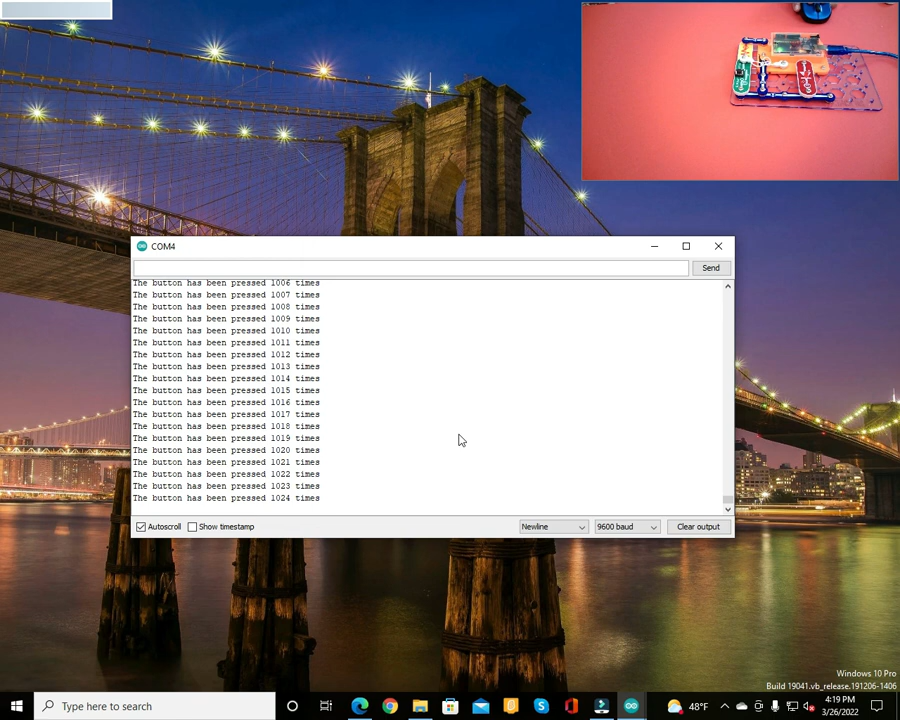 COM4
Send
The button has been pressed 1006 times
The button has been pressed 1007 times
The button has been pressed 1008 times
The button has been pressed 1009 times
The button has been pressed 1010 times
The button has been pressed 1011 times
The button has been pressed 1012 times
The button has been pressed 1013 times
The button has been pressed 1014 times
The button has been pressed 1015 times
The button has been pressed 1016 times
The button has been pressed 1017 times
The button has been pressed 1018 times
The button has been pressed 1019 times
The button has been pressed 1020 times
The button has been pressed 1021 times
The button has been pressed 1022 times
The button has been pressed 1023 times
The button has been pressed 1024 times
Autoscroll Show timestamp Newline 9600 baud Clear output
Windows 10 Pro
Build 19041.vb_release.191206-1406
Type here to search 48°F 4:19 PM
3/26/2022